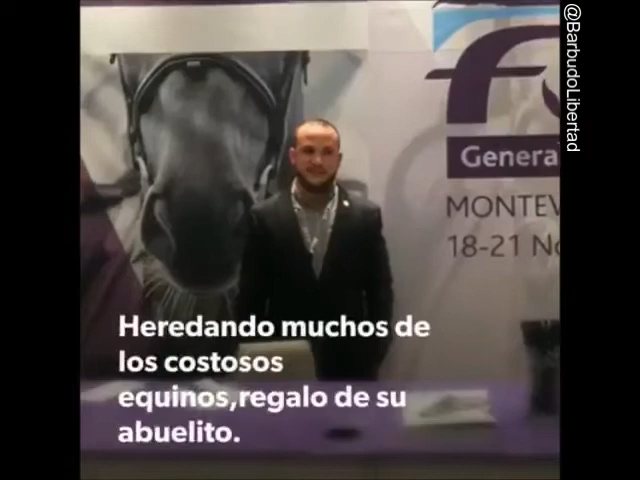 @BarbudoLibertad
Genera
MONTEV
18-21 No
Heredando muchos de
los costosos
equinos,regalo de su
abuelito.